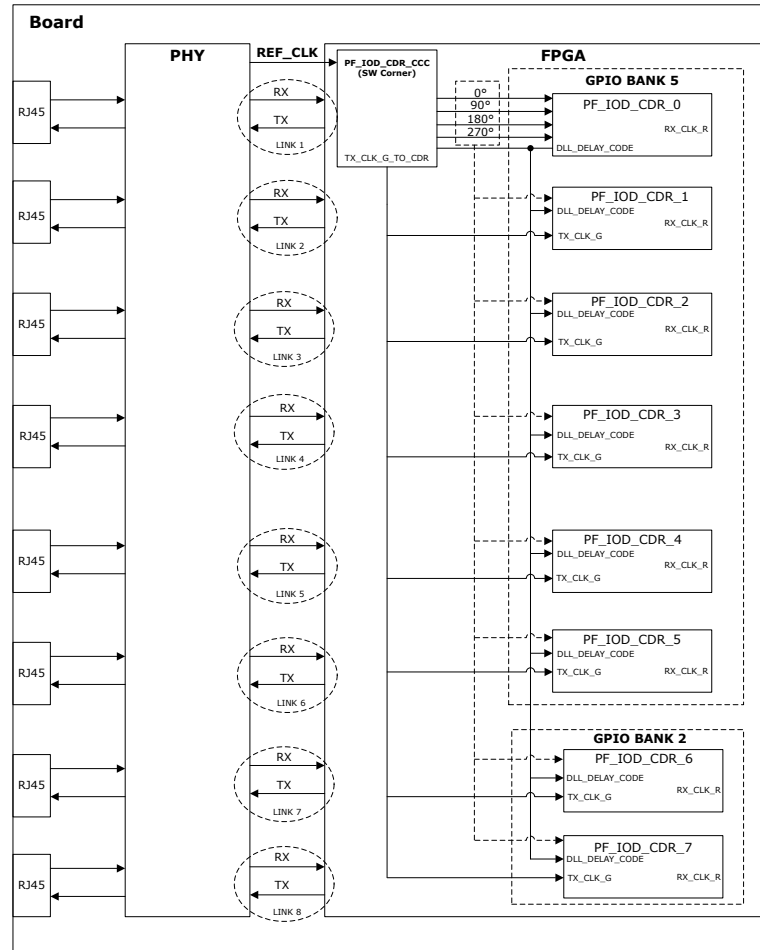 Board
PHY
REF_CLK
FPGA
PF_IOD_CDR_CCC
(SW Corner)
TX_CLK_G_TO_CDR
0°
90°
180°
270°
GPIO BANK 5
PF_IOD_CDR_0
RX_CLK_R
DLL_DELAY_CODE
RJ45
RX
TX
LINK 1
PF_IOD_CDR_1
DLL_DELAY_CODE
RX_CLK_R
TX_CLK_G
RJ45
RX
TX
LINK 2
PF_IOD_CDR_2
DLL_DELAY_CODE
RX_CLK_R
TX_CLK_G
RJ45
RX
TX
LINK 3
PF_IOD_CDR_3
DLL_DELAY_CODE
RX_CLK_R
TX_CLK_G
RJ45
RX
TX
LINK 4
PF_IOD_CDR_4
DLL_DELAY_CODE
RX_CLK_R
TX_CLK_G
RJ45
RX
TX
LINK 5
PF_IOD_CDR_5
DLL_DELAY_CODE
RX_CLK_R
TX_CLK_G
RJ45
RX
TX
LINK 6
GPIO BANK 2
PF_IOD_CDR_6
DLL_DELAY_CODE
RX_CLK_R
TX_CLK_G
RJ45
RX
TX
LINK 7
PF_IOD_CDR_7
DLL_DELAY_CODE
RX_CLK_R
TX_CLK_G
RJ45
RX
TX
LINK 8